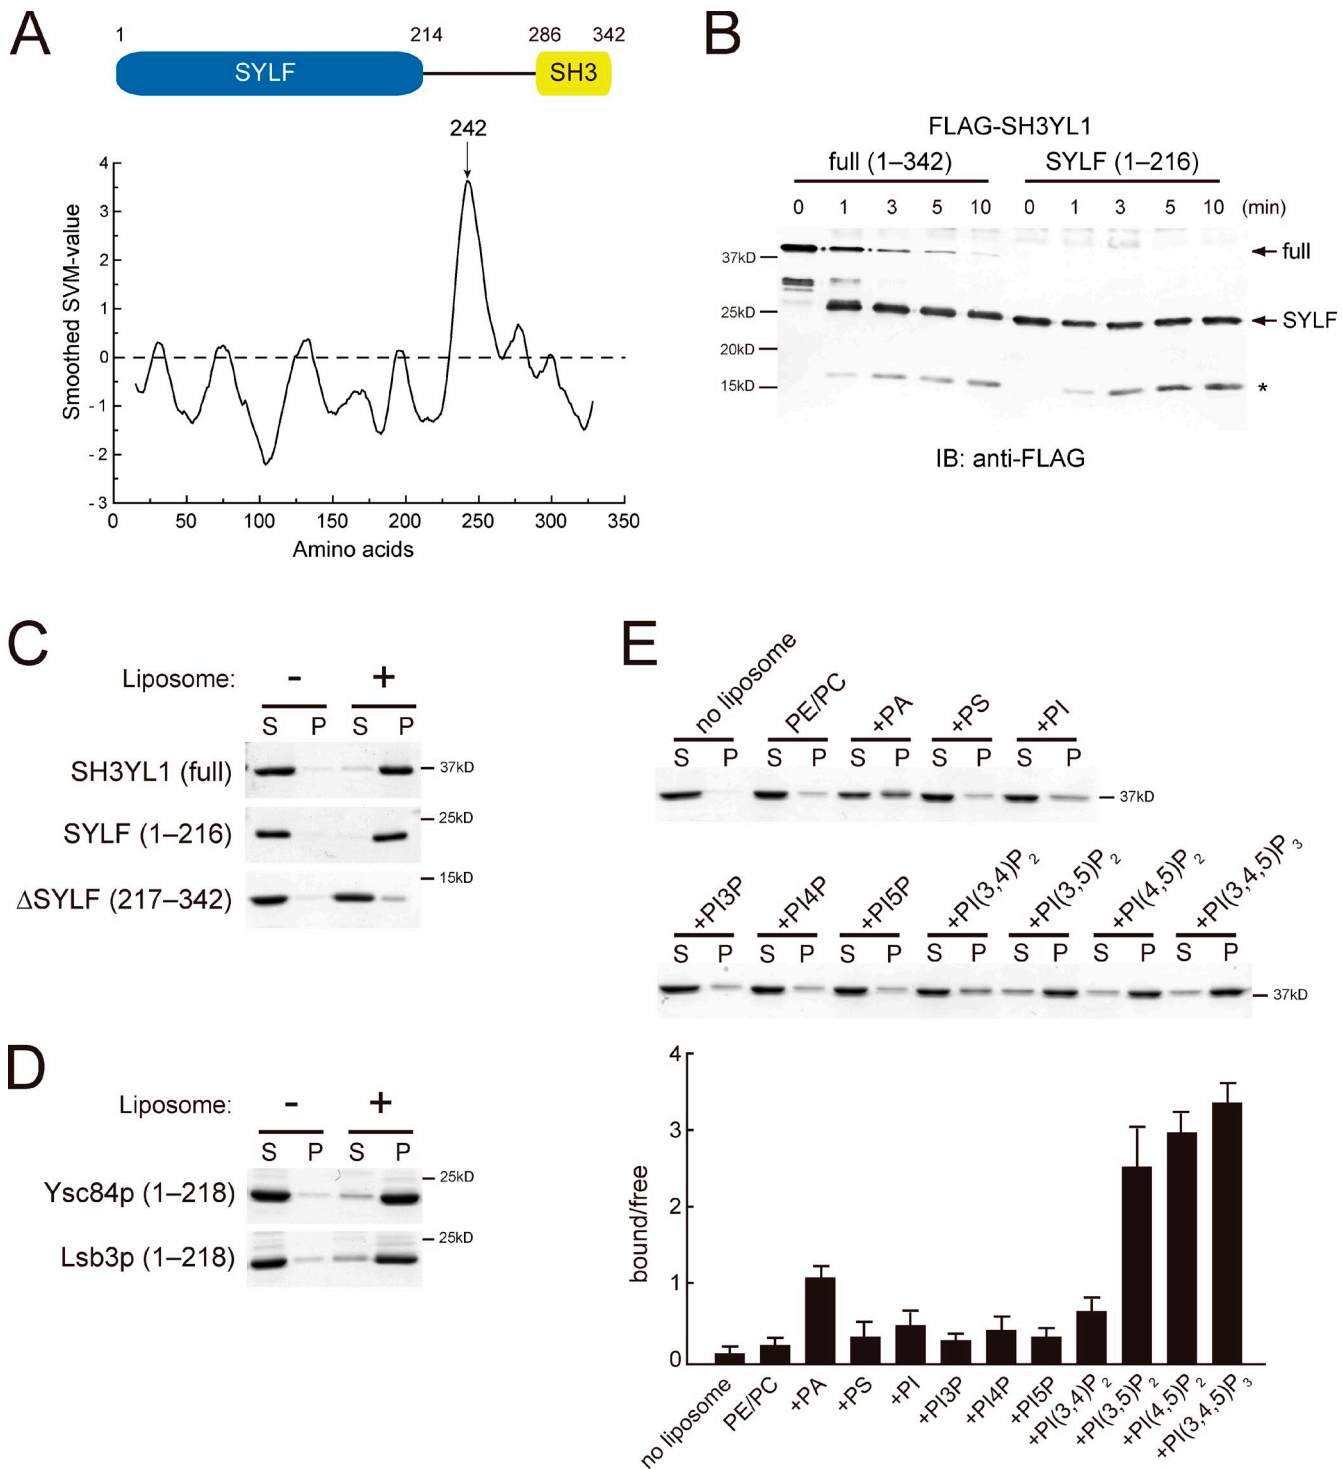 A
1 214 286 342
SYLF SH3
242
4
3
2
1
0
-1
-2
-3
Smoothed SVM-value
0 50 100 150 200 250 300 350
Amino acids
B
FLAG-SH3YL1
full (1–342) SYLF (1–216)
0 1 3 5 10 0 1 3 5 10 (min)
37kD
25kD
20kD
15kD
full
SYLF
*
IB: anti-FLAG
C
Liposome: - +
S P S P
SH3YL1 (full) 37kD
SYLF (1–216) 25kD
ΔSYLF (217–342) 15kD
D
Liposome: - +
S P S P
Ysc84p (1–218) 25kD
Lsb3p (1–218) 25kD
E
no liposome PE/PC +PA +PS +PI
S P S P S P S P S P
37kD
+PI3P +PI4P +PI5P +PI(3,4)P2 +PI(3,5)P2 +PI(4,5)P2 +PI(3,4,5)P3
S P S P S P S P S P S P S P
37kD
4
3
2
1
0
bound/free
no liposome PE/PC +PA +PS +PI +PI3P +PI4P +PI5P +PI(3,4)P2 +PI(3,5)P2 +PI(4,5)P2 +PI(3,4,5)P3